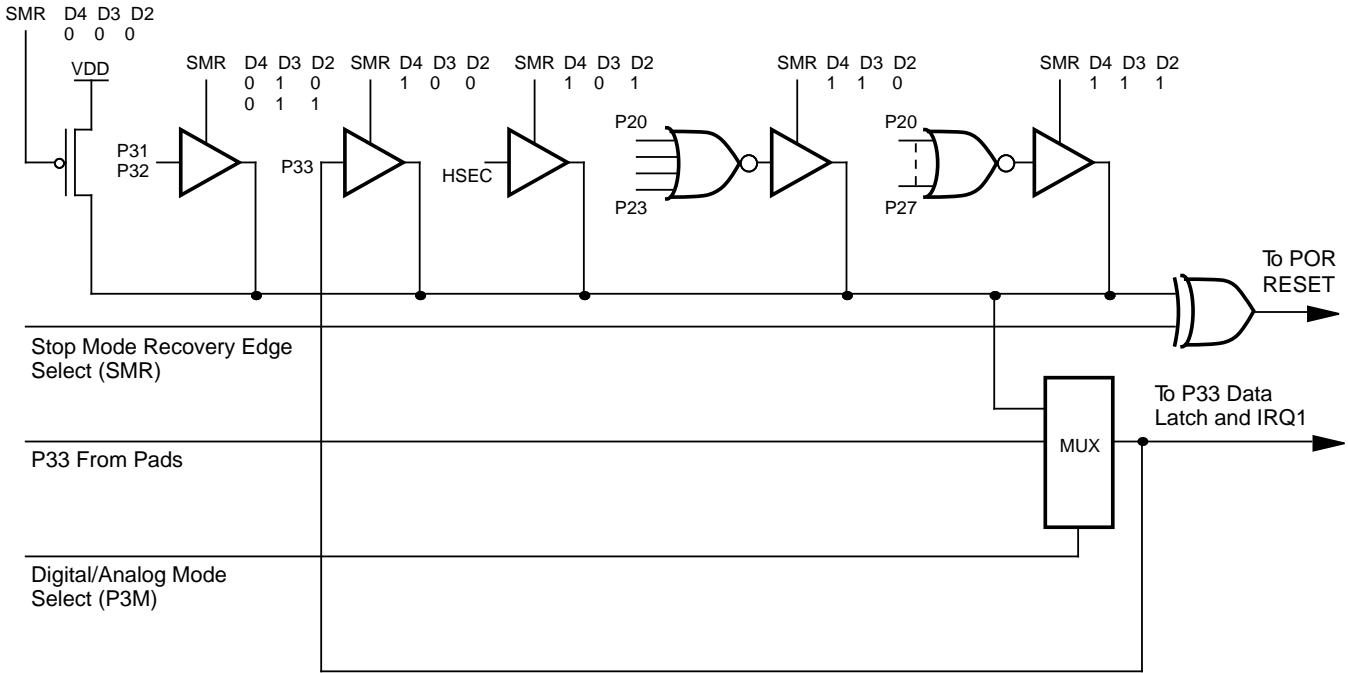 SMR D4 D3 D2
0 0 0
VDD
SMR D4 D3 D2
0 1 0
0 1 1
SMR D4 D3 D2
1 0 0
SMR D4 D3 D2
1 0 1
SMR D4 D3 D2
1 1 0
SMR D4 D3 D2
1 1 1
P31
P32
P33
HSEC
P20
P23
P20
P27
To POR
RESET
Stop Mode Recovery Edge
Select (SMR)
To P33 Data
Latch and IRQ1
MUX
P33 From Pads
Digital/Analog Mode
Select (P3M)